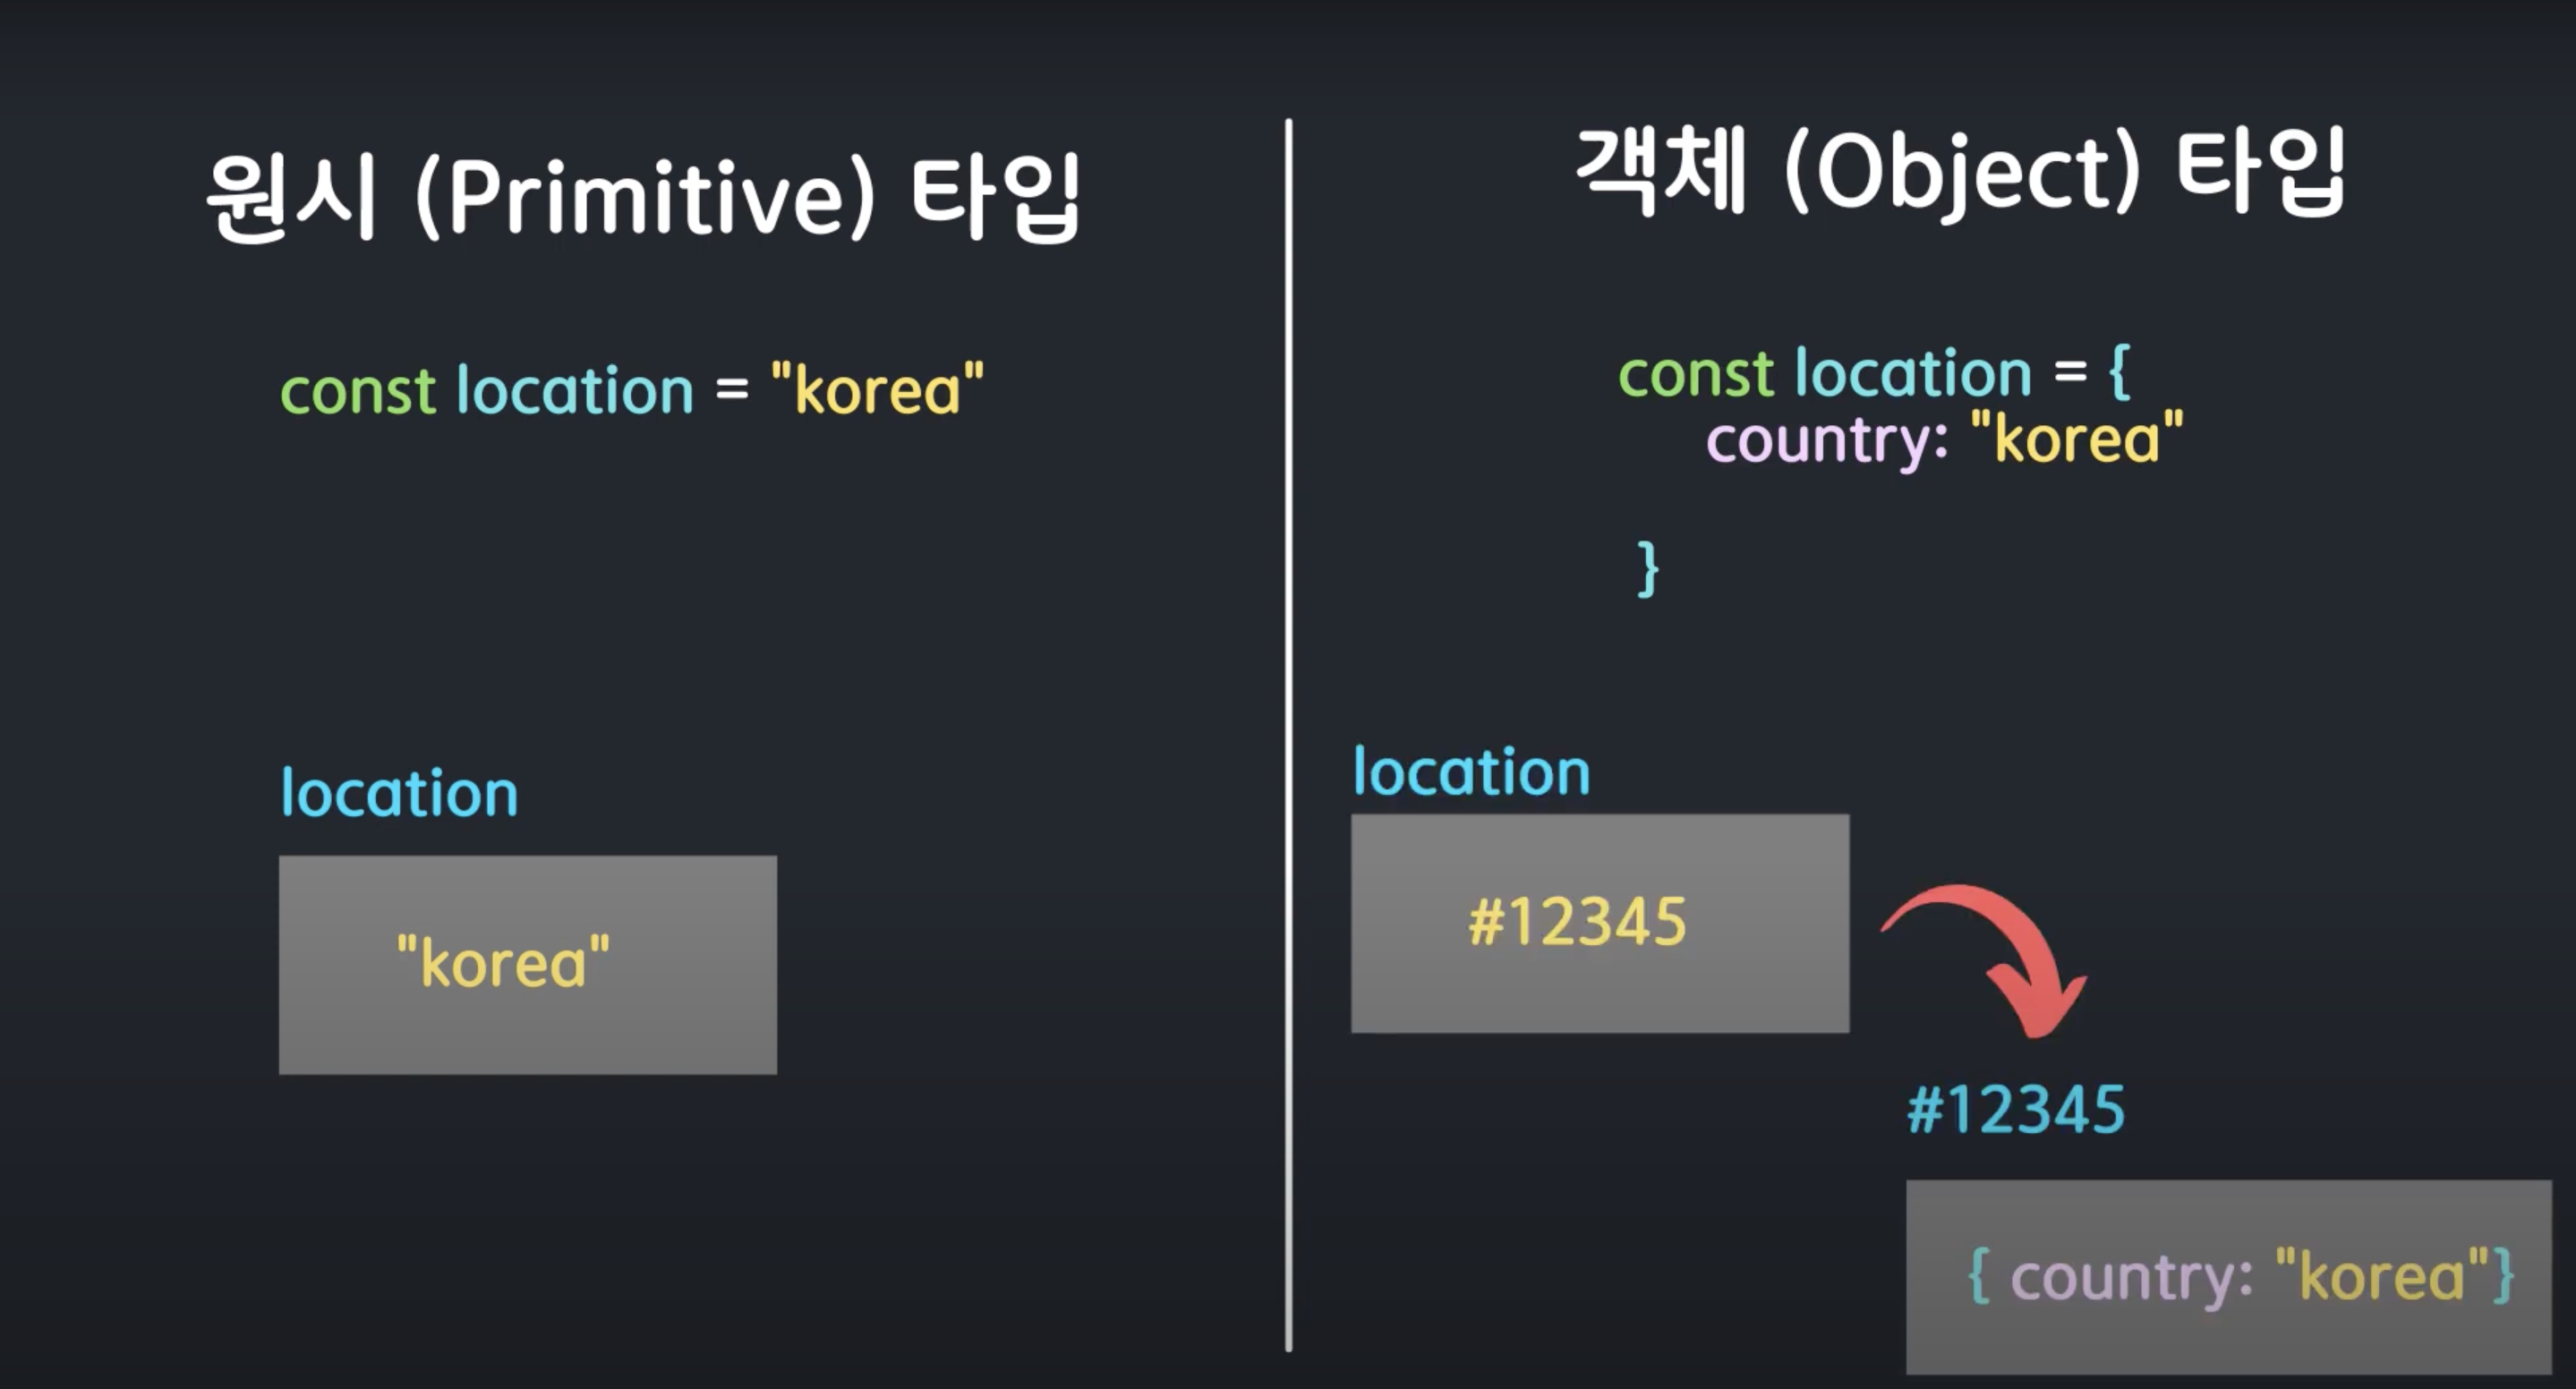 원시 (Primitive) 타입
const location = "korea"
location
"korea"
객체 (Object) 타입
const location = {
country: "korea"
}
location
#12345
#12345
{ country: "korea"}